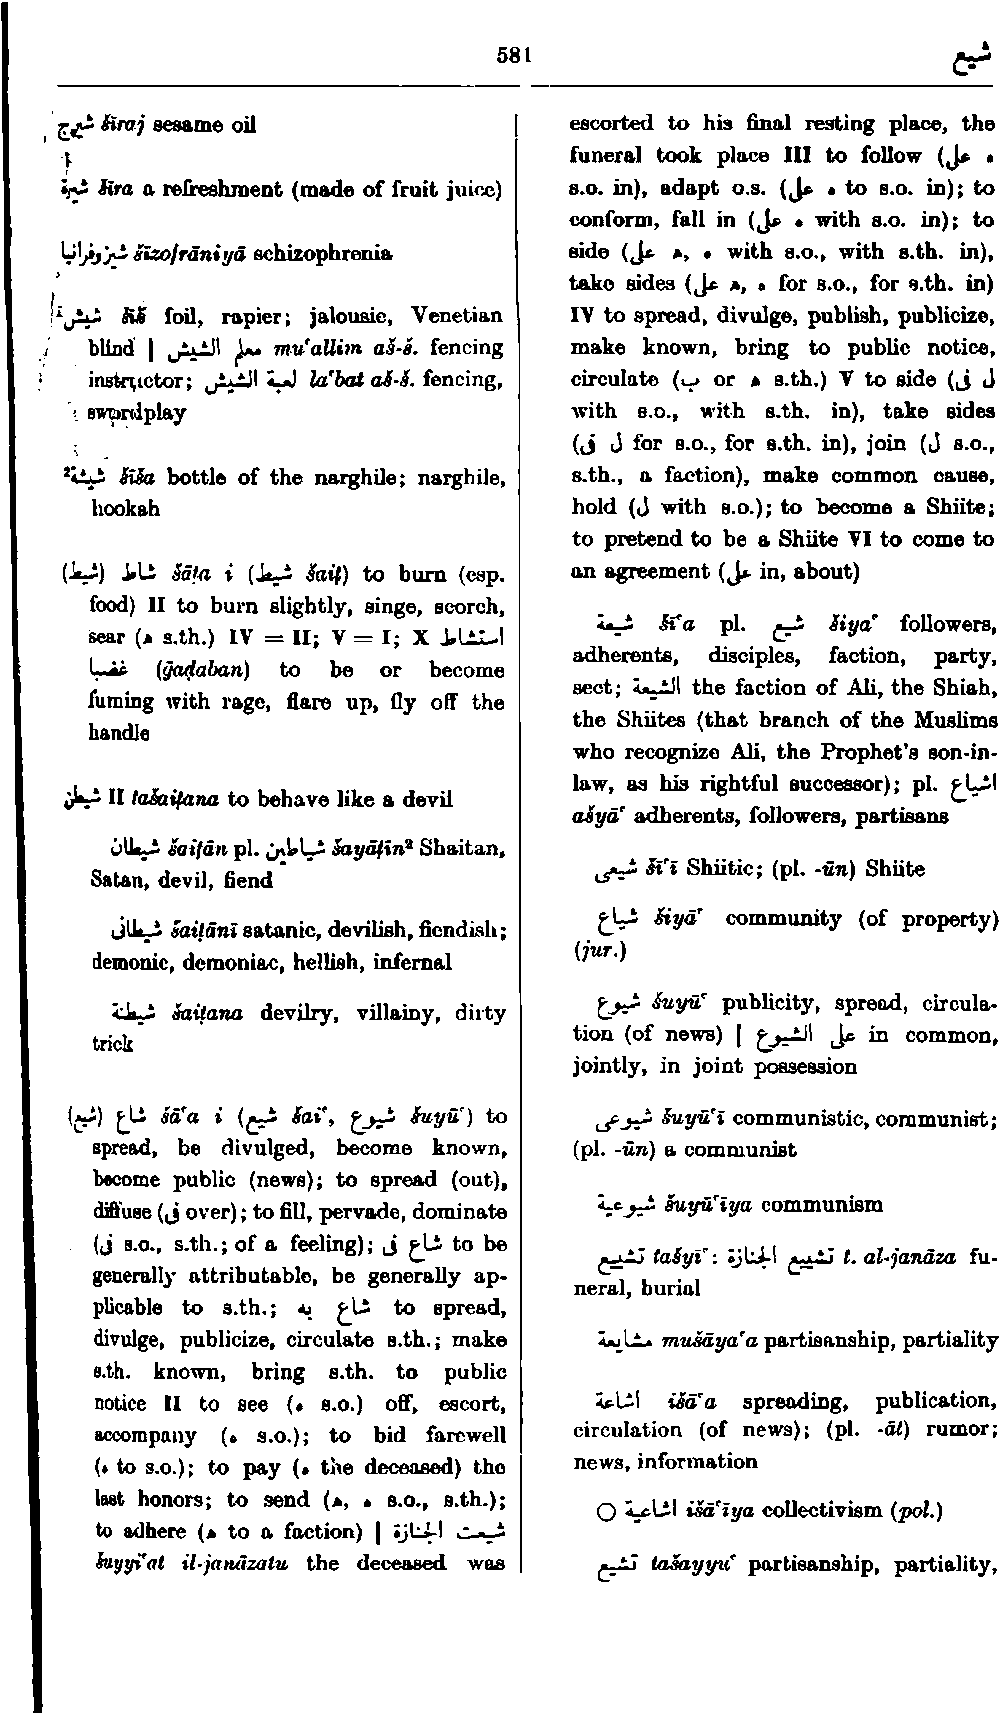 581
شيع
شيرج šīraj sesame oil
شيرة šīra a refreshment (made of fruit juice)
شيزوفرانيا šīzofrāniyā schizophrenia
¹شيش šīš foil, rapier; jalousie, Venetian
blind | معلم الشيش mu‘allim aš-š. fencing
instructor; لعبة الشيش la‘bat aš-š. fencing,
swordplay
²شيشة šīša bottle of the narghile; narghile,
hookah
(شيط) شاط šāṭa i (شيط šaiṭ) to burn (esp.
food) II to burn slightly, singe, scorch,
sear (ه s.th.) IV = II; V = I; X استشاط
غضبا (ḡaḍaban) to be or become
fuming with rage, flare up, fly off the
handle
شيطن II tašaiṭana to behave like a devil
شيطان šaiṭān pl. شياطين šayāṭīn² Shaitan,
Satan, devil, fiend
شيطانى šaiṭānī satanic, devilish, fiendish;
demonic, demoniac, hellish, infernal
شيطنة šaiṭana devilry, villainy, dirty
trick
(شيع) شاع šā‘a i (شيع šai‘, شيوع šuyū‘) to
spread, be divulged, become known,
become public (news); to spread (out),
diffuse (فى over); to fill, pervade, dominate
(فى s.o., s.th.; of a feeling); شاع فى to be
generally attributable, be generally ap-
plicable to s.th.; شاع به to spread,
divulge, publicize, circulate s.th.; make
s.th. known, bring s.th. to public
notice II to see (ه s.o.) off, escort,
accompany (ه s.o.); to bid farewell
(ه to s.o.); to pay (ه the deceased) the
last honors; to send (ه, ه s.o., s.th.);
to adhere (ه to a faction) | شيعت الجنازة
šuyyi‘at il-janāzatu the deceased was
escorted to his final resting place, the
funeral took place III to follow (على ه
s.o. in), adapt o.s. (على ه to s.o. in); to
conform, fall in (على ه with s.o. in); to
side (على ه, ه with s.o., with s.th. in),
take sides (على ه, ه for s.o., for s.th. in)
IV to spread, divulge, publish, publicize,
make known, bring to public notice,
circulate (ب or ه s.th.) V to side (ل فى
with s.o., with s.th. in), take sides
(ل فى for s.o., for s.th. in), join (ل s.o.,
s.th., a faction), make common cause,
hold (ل with s.o.); to become a Shiite;
to pretend to be a Shiite VI to come to
an agreement (على in, about)
شيعة šī‘a pl. شيع šiya‘ followers,
adherents, disciples, faction, party,
sect; الشيعة the faction of Ali, the Shiah,
the Shiites (that branch of the Muslims
who recognize Ali, the Prophet's son-in-
law, as his rightful successor); pl. اشياع
ašyā‘ adherents, followers, partisans
شيعى šī‘ī Shiitic; (pl. -ūn) Shiite
شياع šiyā‘ community (of property)
(jur.)
شيوع šuyū‘ publicity, spread, circula-
tion (of news) | على الشيوع in common,
jointly, in joint possession
شيوعى šuyū‘ī communistic, communist;
(pl. -ūn) a communist
شيوعية šuyū‘īya communism
تشييع tašyī‘: تشييع الجنازة t. al-janāza fu-
neral, burial
مشايعة mušāya‘a partisanship, partiality
اشاعة išā‘a spreading, publication,
circulation (of news); (pl. -āt) rumor;
news, information
○ اشاعية išā‘īya collectivism (pol.)
تشيع tašayyu‘ partisanship, partiality,